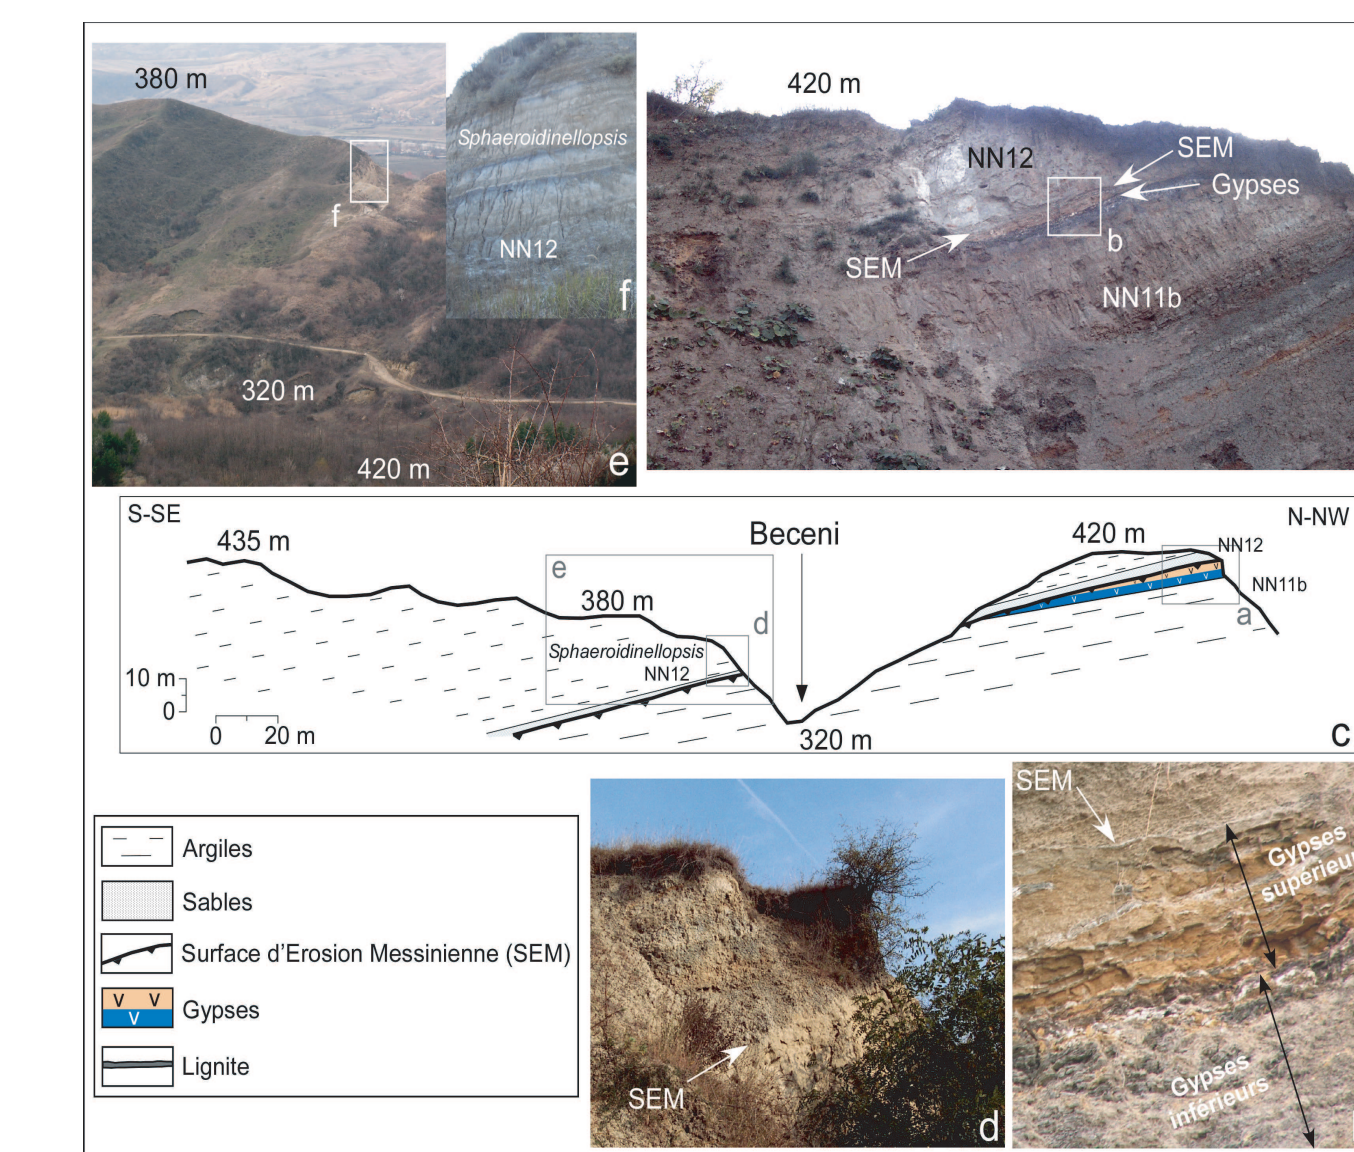 380 m
f
Sphaeroidinellopsis
NN12
f
320 m
420 m
e
420 m
NN12
SEM
Gypses
b
SEM
NN11b
S-SE
N-NW
435 m
Beceni
420 m
NN12
NN11b
e
380 m
d
a
Sphaeroidinellopsis
NN12
10 m
0
0 20 m
320 m
c
Argiles
Sables
Surface d'Erosion Messinienne (SEM)
V V
V
Gypses
Lignite
SEM
d
SEM
Gypses
supérieur
Gypses
inférieurs